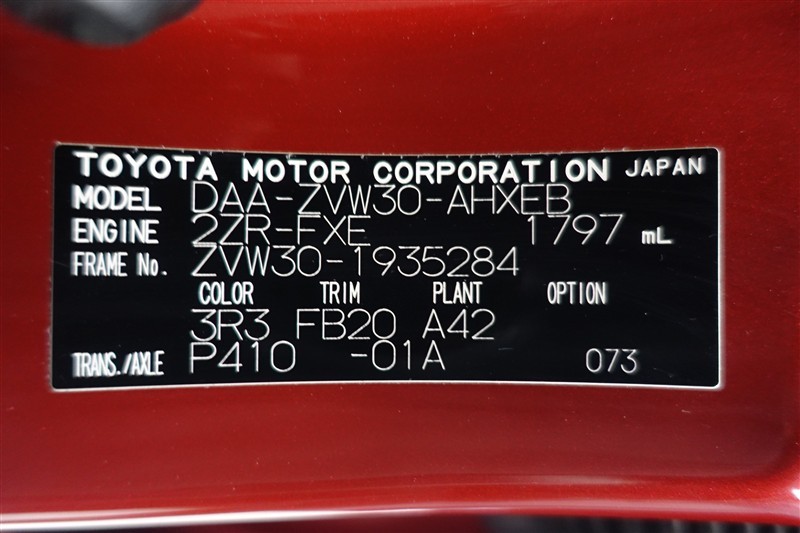 TOYOTA MOTOR CORPORATION JAPAN
MODEL DAA-ZVW30-AHXEB
ENGINE 2ZR-FXE 1797 mL
FRAME No. ZVW30-1935284
COLOR TRIM PLANT OPTION
3R3 FB20 A42
TRANS./AXLE P410 -01A 073